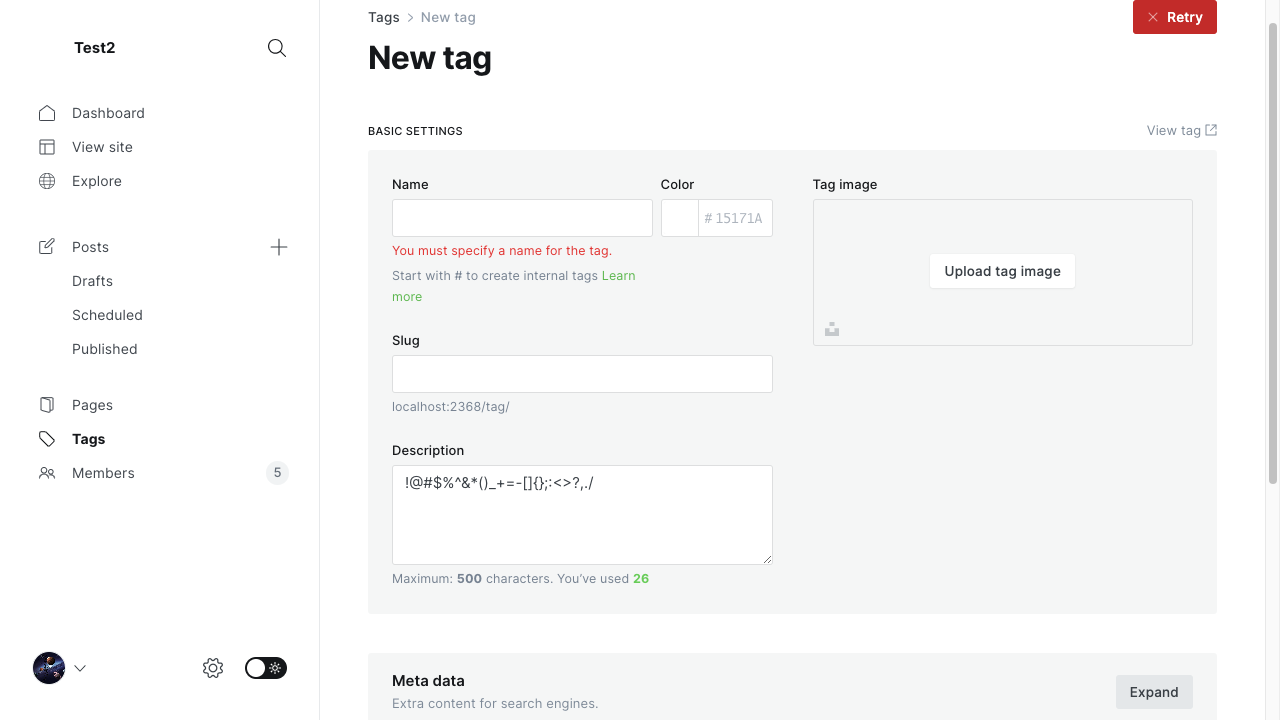 Test2
Dashboard
View site
Explore
Posts
Drafts
Scheduled
Published
Pages
Tags
Members 5
Tags > New tag
Retry
New tag
BASIC SETTINGS
View tag
Name
Color
# 15171A
You must specify a name for the tag.
Start with # to create internal tags Learn
more
Slug
localhost:2368/tag/
Description
!@#$%^&*()_+=-[]{};:<>?,./
Maximum: 500 characters. You’ve used 26
Tag image
Upload tag image
Meta data
Extra content for search engines.
Expand